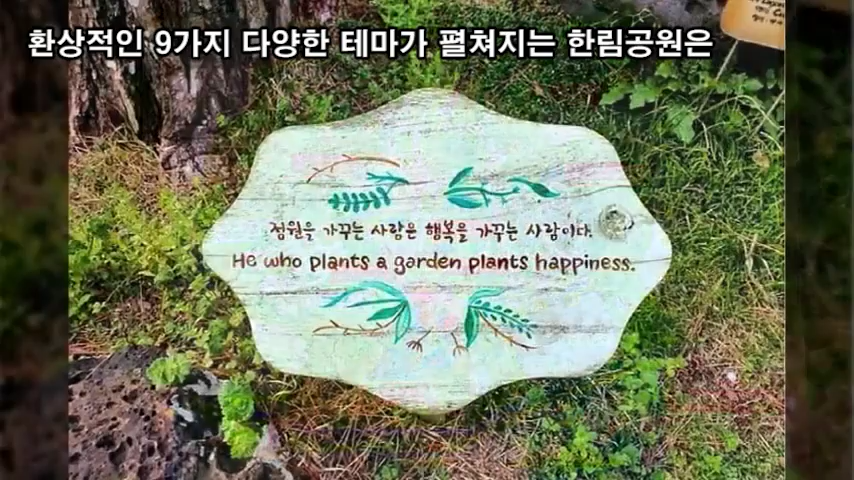 환상적인 9가지 다양한 테마가 펼쳐지는 한림공원은
정원을 가꾸는 사람은 행복을 가꾸는 사람이다.
He who plants a garden plants happiness.